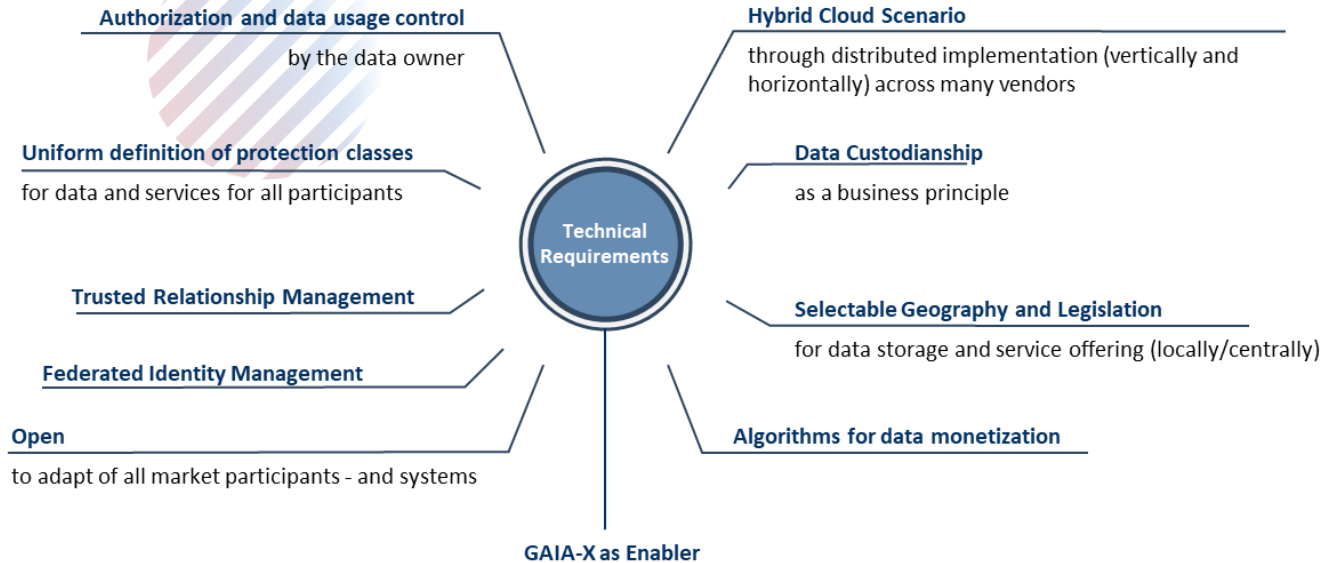 Authorization and data usage control
by the data owner
Uniform definition of protection classes
for data and services for all participants
Trusted Relationship Management
Federated Identity Management
Open
to adapt of all market participants - and systems
Technical
Requirements
Hybrid Cloud Scenario
through distributed implementation (vertically and
horizontally) across many vendors
Data Custodianship
as a business principle
Selectable Geography and Legislation
for data storage and service offering (locally/centrally)
Algorithms for data monetization
GAIA-X as Enabler